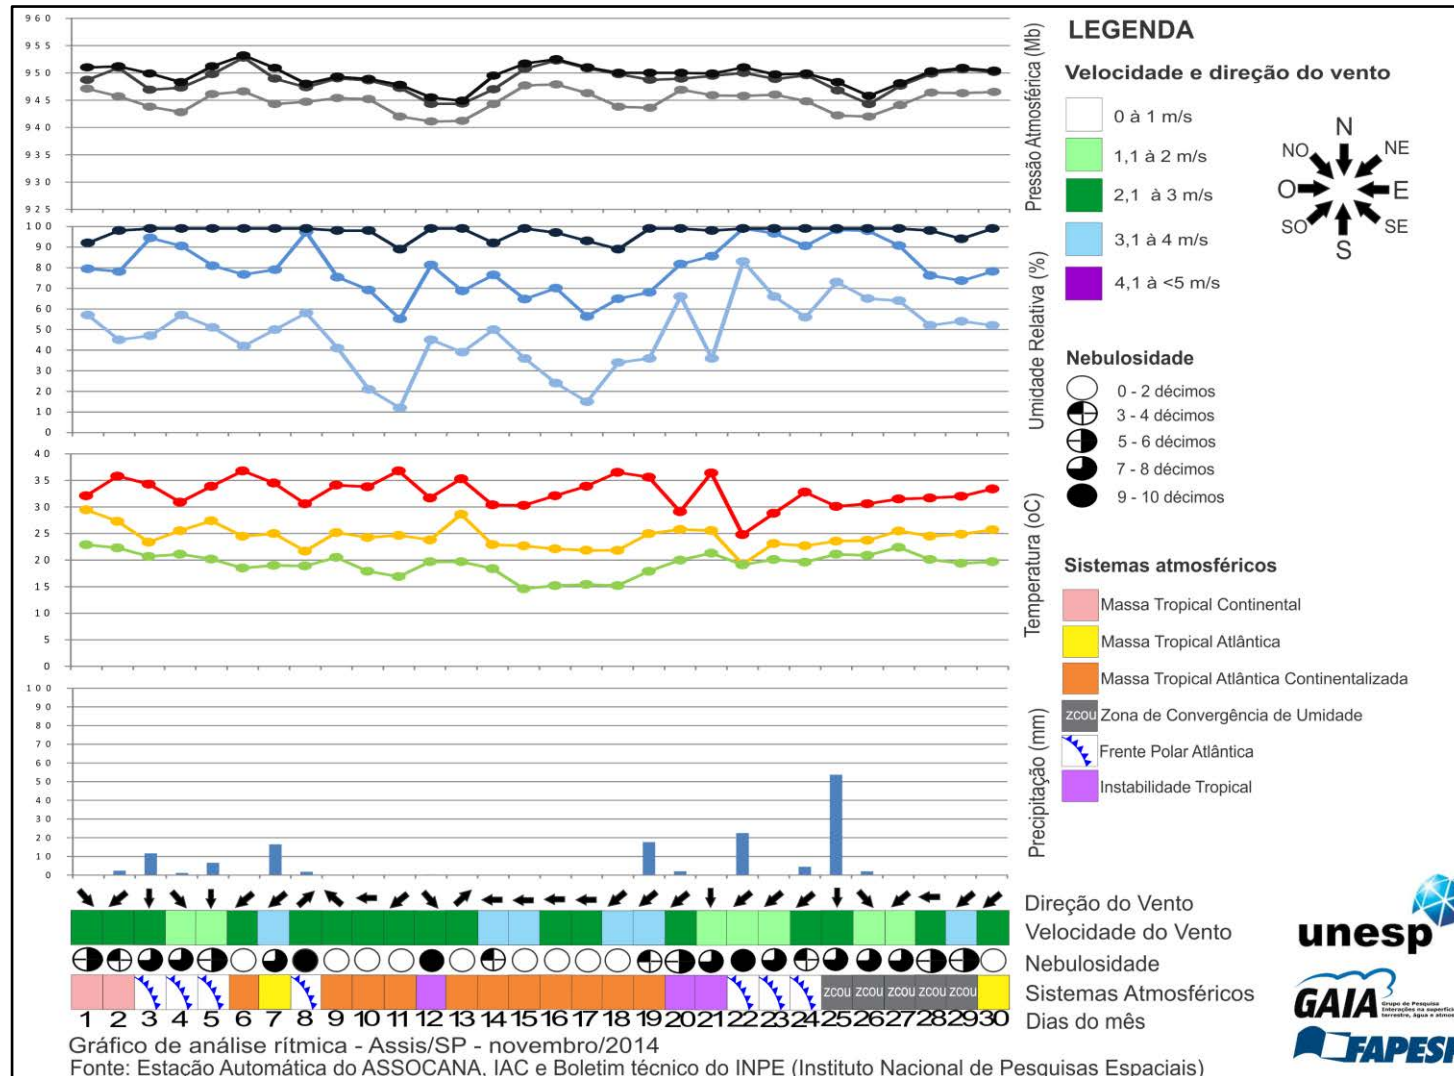 960
955
950
945
940
935
930
925
Pressão Atmosférica (Mb)
100
90
80
70
60
50
40
30
20
10
0
Umidade Relativa (%)
40
35
30
25
20
15
10
5
0
Temperatura (oC)
100
90
80
70
60
50
40
30
20
10
0
Precipitação (mm)
Direção do Vento
Velocidade do Vento
Nebulosidade
Sistemas Atmosféricos
zcou zcou zcou zcou zcou
1 2 3 4 5 6 7 8 9 10 11 12 13 14 15 16 17 18 19 20 21 22 23 24 25 26 27 28 29 30
Dias do mês
Gráfico de análise rítmica - Assis/SP - novembro/2014
Fonte: Estação Automática do ASSOCANA, IAC e Boletim técnico do INPE (Instituto Nacional de Pesquisas Espaciais)
LEGENDA
Velocidade e direção do vento
0 à 1 m/s
1,1 à 2 m/s
2,1 à 3 m/s
3,1 à 4 m/s
4,1 à <5 m/s
N
NO NE
O E
SO SE
S
Nebulosidade
0 - 2 décimos
3 - 4 décimos
5 - 6 décimos
7 - 8 décimos
9 - 10 décimos
Sistemas atmosféricos
Massa Tropical Continental
Massa Tropical Atlântica
Massa Tropical Atlântica Continentalizada
zcou Zona de Convergência de Umidade
Frente Polar Atlântica
Instabilidade Tropical
unesp
GAIA
Grupo de Pesquisa
Interações na superfície
terrestre, água e atmos
FAPESP